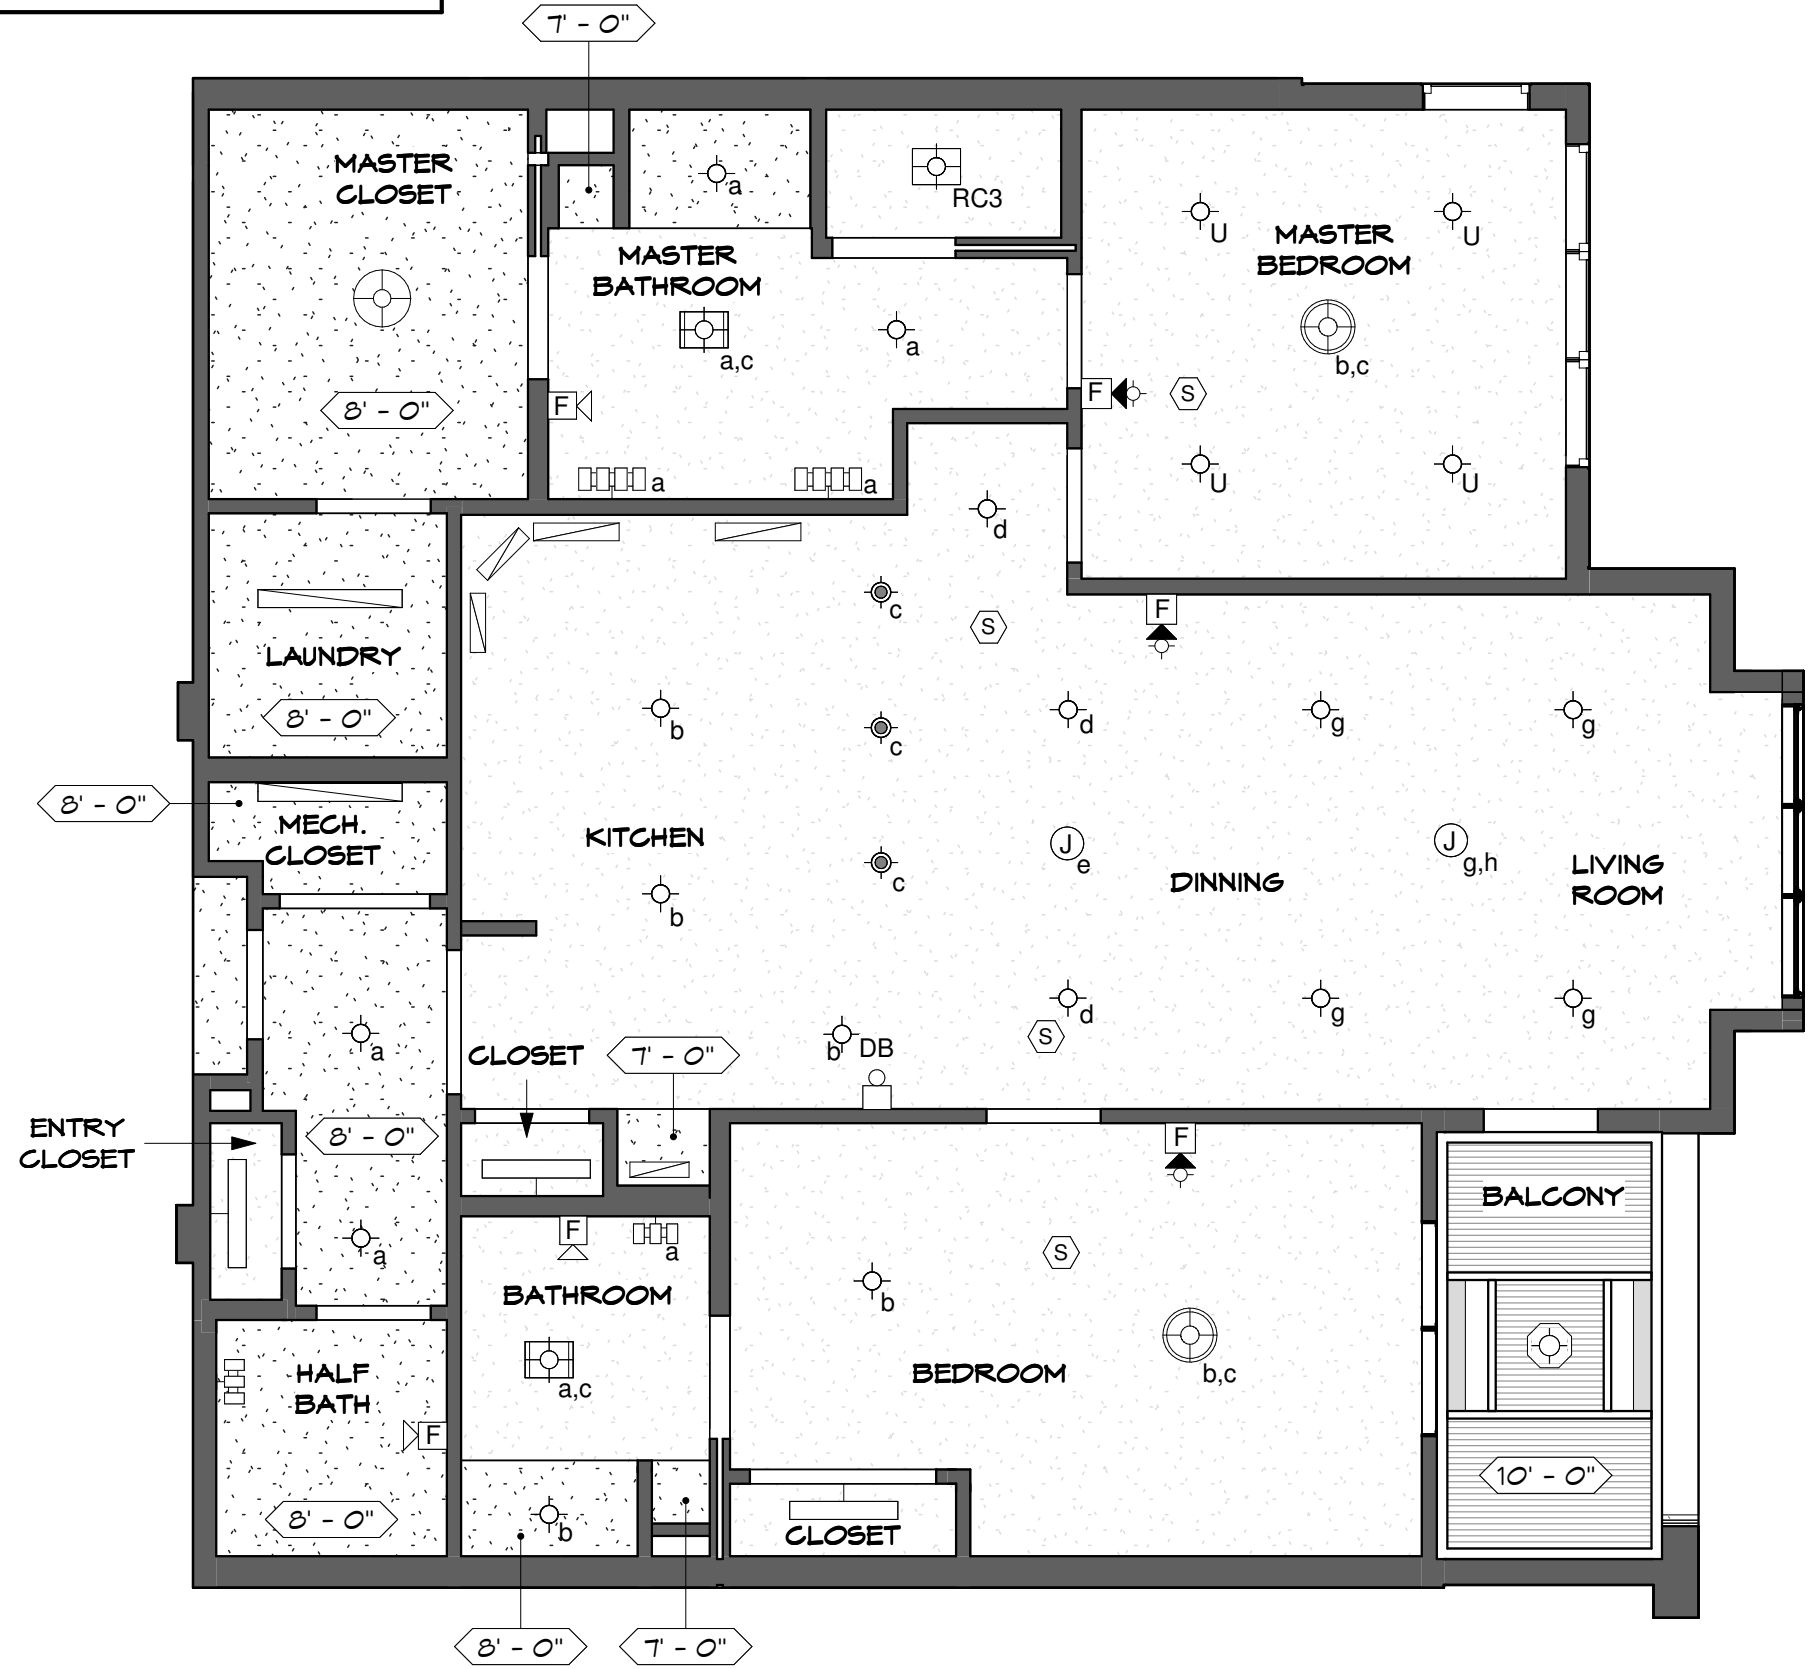 7' - 0"
MASTER
CLOSET
a
RC3
U
U
MASTER
BATHROOM
MASTER
BEDROOM
a,c
a
b,c
8' - 0"
F
F
S
a
a
U
U
d
c
S
F
LAUNDRY
8' - 0"
b
c
d
g
g
8' - 0"
MECH.
CLOSET
KITCHEN
J
e
J
g,h
c
DINNING
LIVING
ROOM
b
a
b
DB
S
d
g
g
CLOSET
7' - 0"
ENTRY
CLOSET
8' - 0"
F
BALCONY
F
a
a
S
BATHROOM
b
HALF
BATH
a,c
BEDROOM
b,c
F
10' - 0"
8' - 0"
b
CLOSET
8' - 0"
7' - 0"